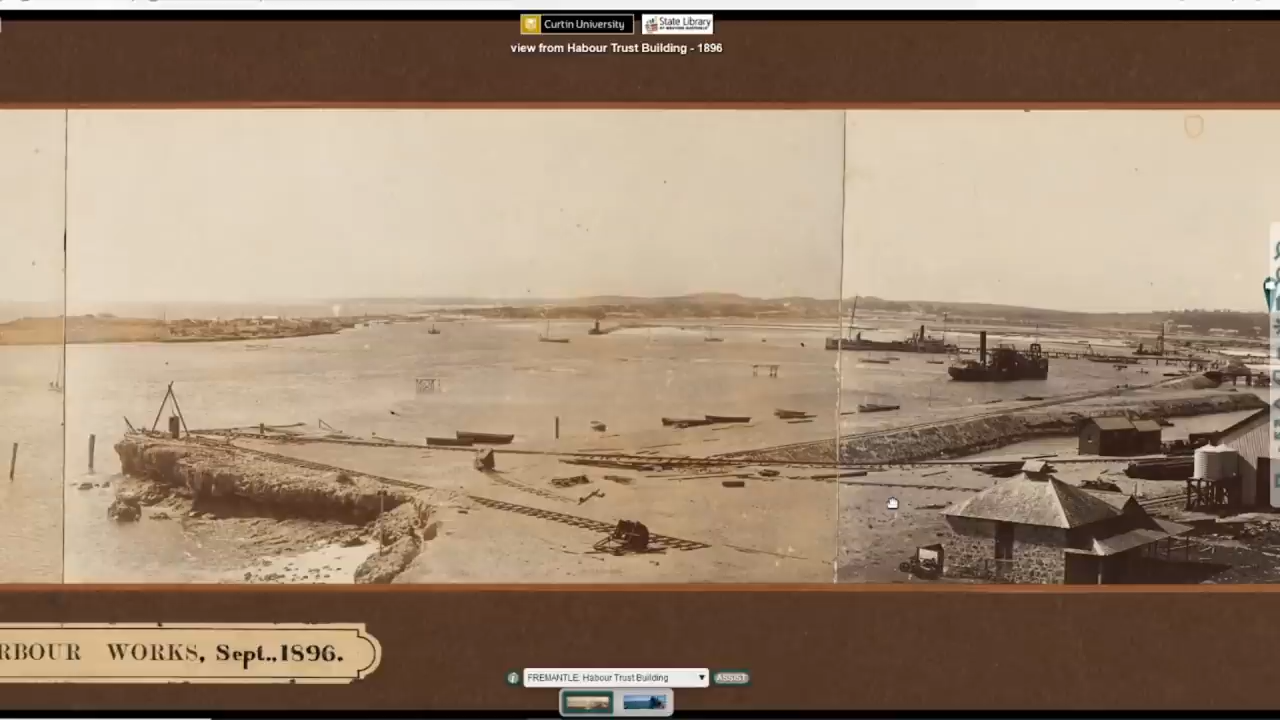 Curtin University
State Library
view from Habour Trust Building - 1896
RBOUR WORKS, Sept., 1896.
FREMANTLE: Habour Trust Building
ASSIST